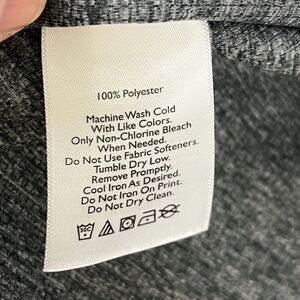 100% Polyester
Machine Wash Cold
With Like Colors.
Only Non-Chlorine Bleach
When Needed.
Do Not Use Fabric Softeners.
Tumble Dry Low.
Remove Promptly.
Cool Iron As Desired.
Do Not Iron On Print.
Do Not Dry Clean.